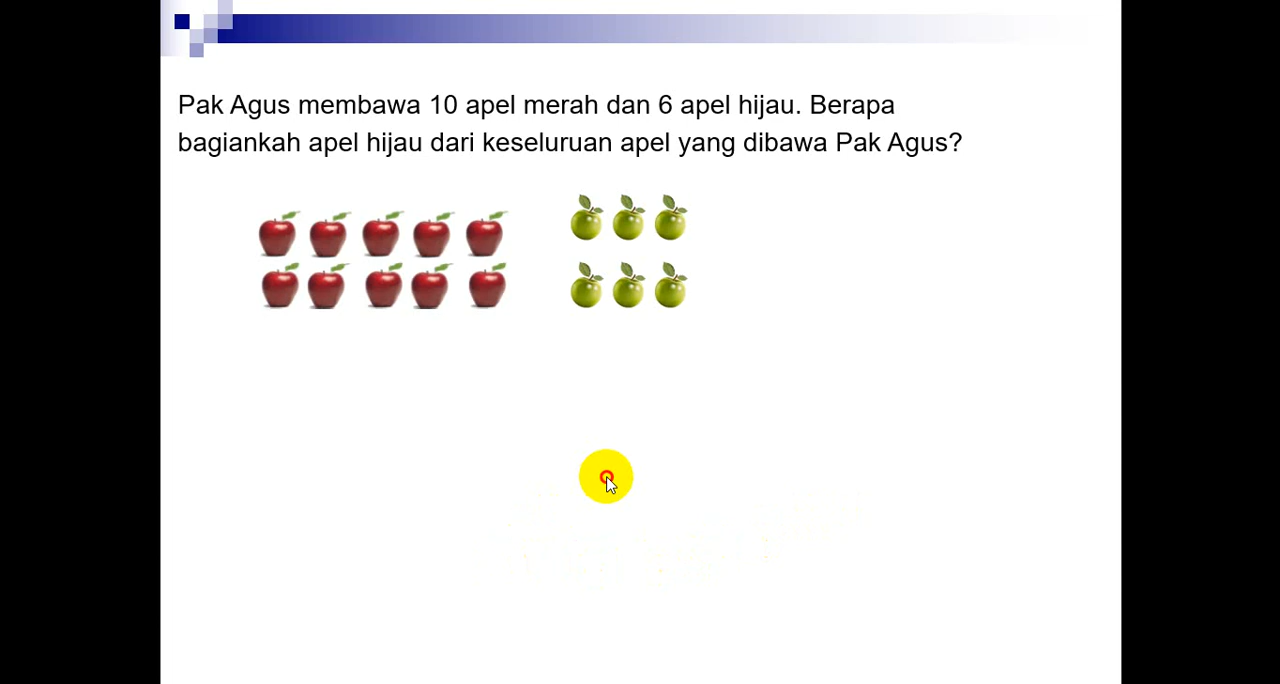 Pak Agus membawa 10 apel merah dan 6 apel hijau. Berapa
bagiankah apel hijau dari keseluruan apel yang dibawa Pak Agus?